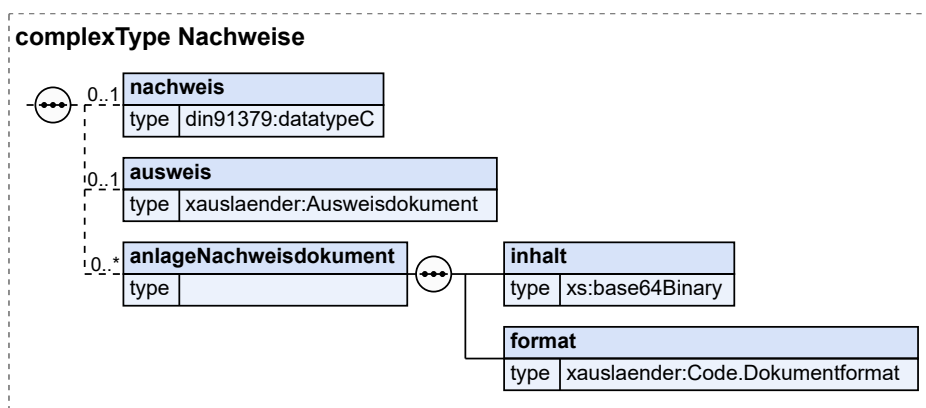 complexType Nachweise
0..1
nachweis
type din91379:datatypeC
0..1
ausweis
type xauslaender:Ausweisdokument
0..*
anlageNachweisdokument
type
inhalt
type xs:base64Binary
format
type xauslaender:Code.Dokumentformat